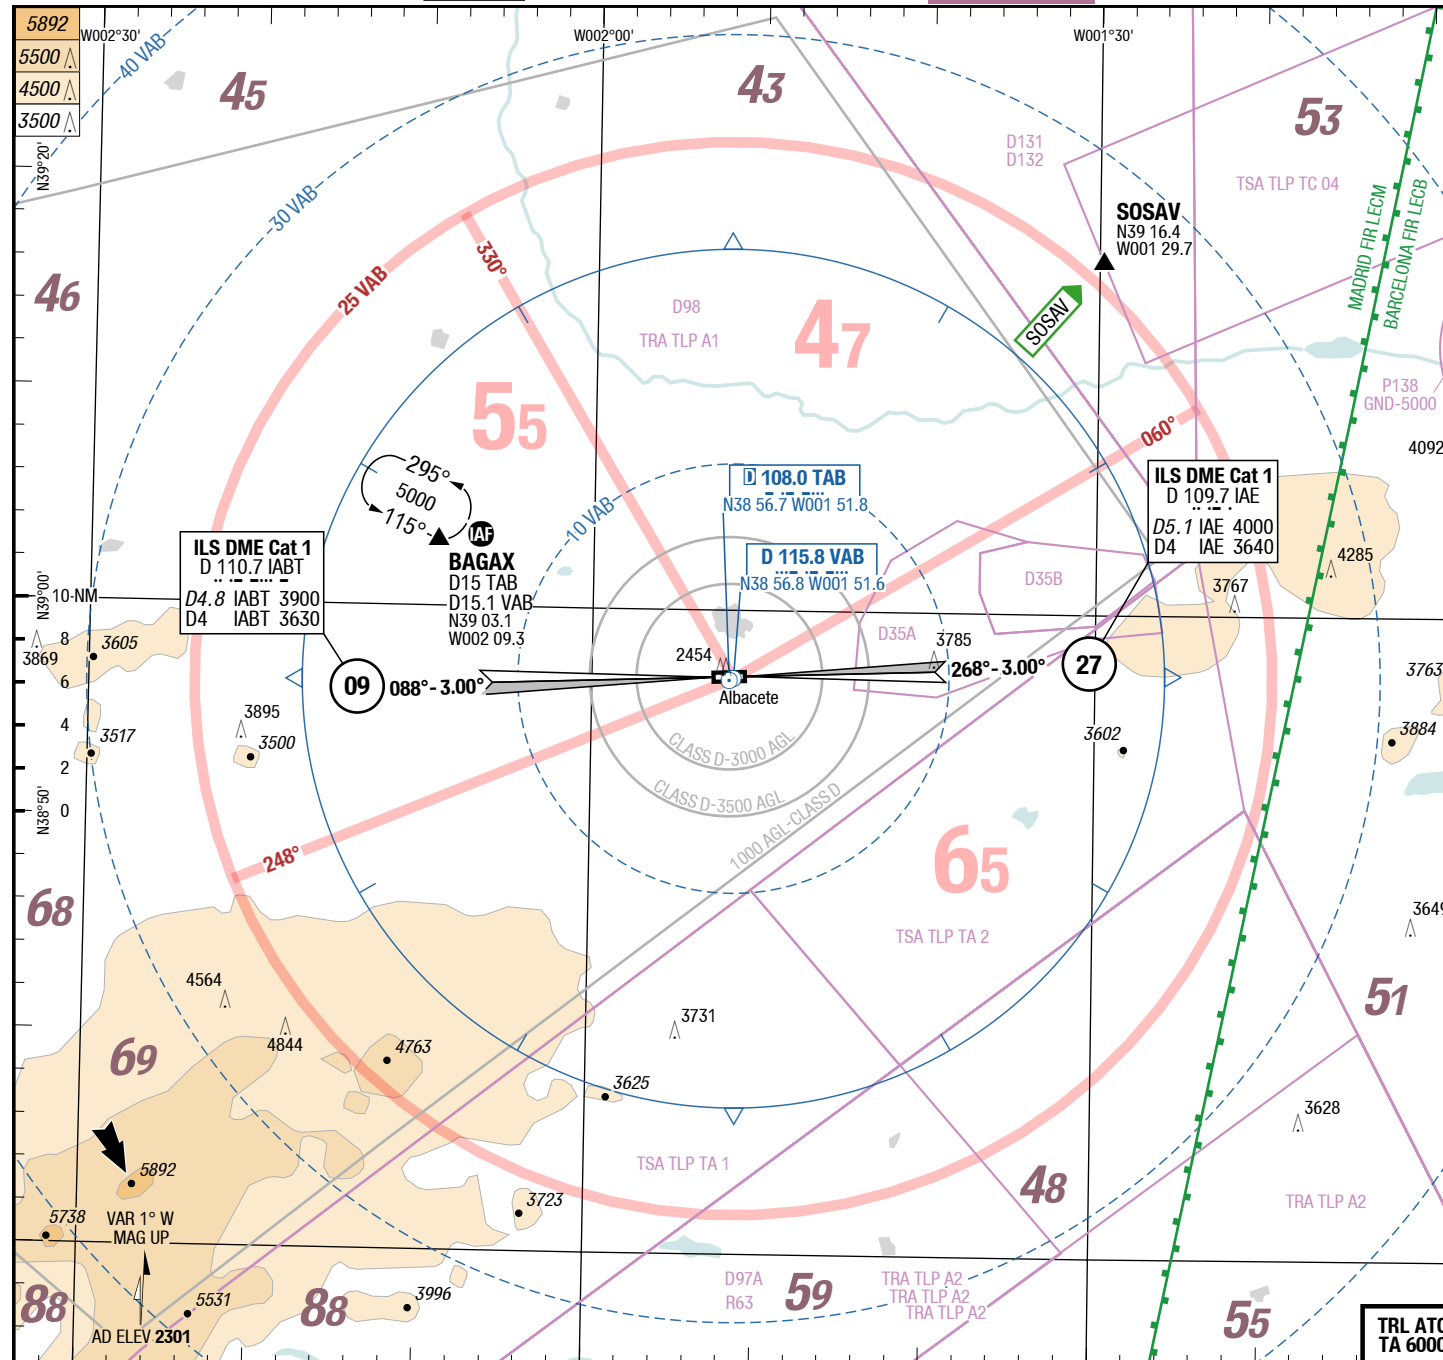 5892
5500
4500
3500
W002°30'
W002°00'
W001°30'
40 VAB
45
43
53
N39°20'
D131
D132
TSA TLP TC 04
30 VAB
SOSAV
N39 16.4
W001 29.7
MADRID FIR LECM
BARCELONA FIR LECB
330°
25 VAB
46
SOSAV
D98
TRA TLP A1
47
55
P138
GND-5000
060°
4092
295°
5000
115°
IAF
BAGAX
D15 TAB
D15.1 VAB
N39 03.1
W002 09.3
10 VAB
D 108.0 TAB
N38 56.7 W001 51.8
D 115.8 VAB
N38 56.8 W001 51.6
ILS DME Cat 1
D 109.7 IAE
D5.1 IAE 4000
D4 IAE 3640
ILS DME Cat 1
D 110.7 IABT
D4.8 IABT 3900
D4 IABT 3630
4285
3767
D35B
D35A
N39°00'
10-NM
8
6
4
2
0
N38°50'
3869
3605
3785
2454
09
088°- 3.00°
268°- 3.00°
27
Albacete
3763
3895
3500
3517
3602
3884
CLASS D-3000 AGL
CLASS D-3500 AGL
1000 AGL-CLASS D
248°
65
68
TSA TLP TA 2
3649
4564
4844
3731
51
69
4763
3625
3628
5892
TSA TLP TA 1
48
3723
TRA TLP A2
5738
VAR 1° W
MAG UP
88
5531
88
3996
D97A
R63
59
TRA TLP A2
TRA TLP A2
TRA TLP A2
55
AD ELEV 2301
TRL ATC
TA 6000